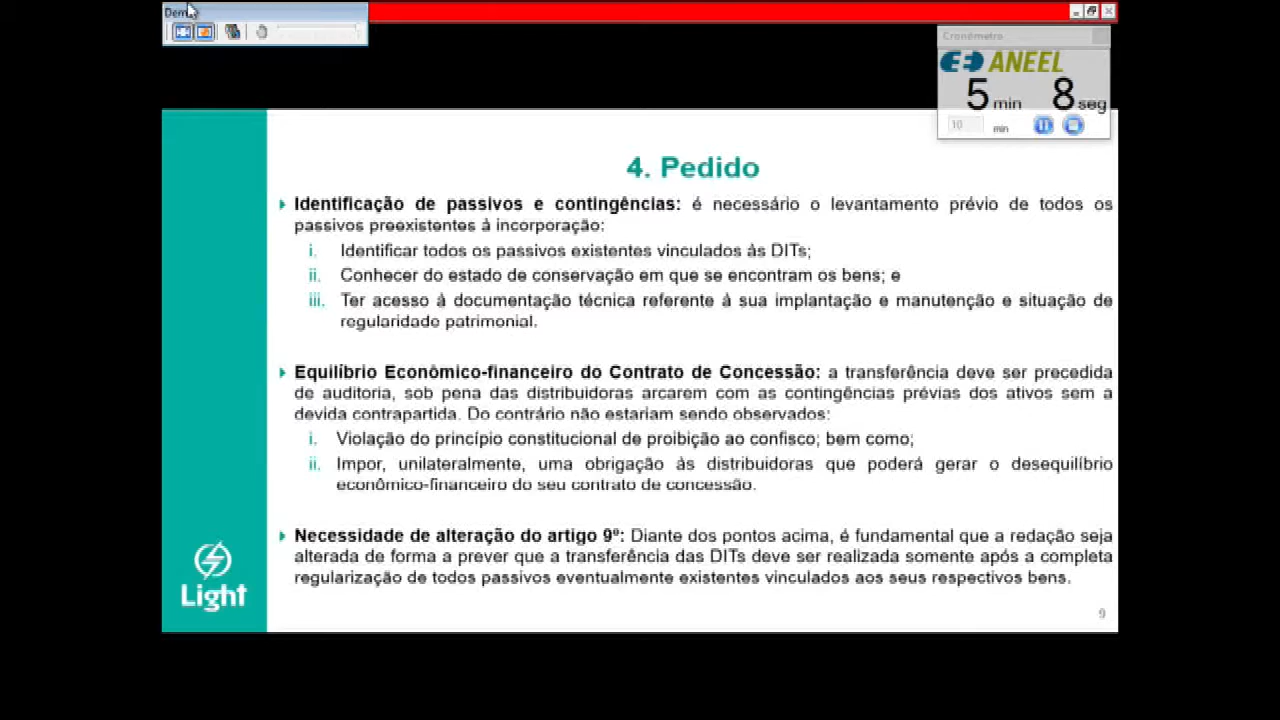 Dem
Cronômetro
ANEEL
5 min 8 seg
10 min
4. Pedido
Identificação de passivos e contingências: é necessário o levantamento prévio de todos os
passivos preexistentes à incorporação:
i. Identificar todos os passivos existentes vinculados às DITs;
ii. Conhecer do estado de conservação em que se encontram os bens; e
iii. Ter acesso à documentação técnica referente à sua implantação e manutenção e situação de
regularidade patrimonial.
Equilíbrio Econômico-financeiro do Contrato de Concessão: a transferência deve ser precedida
de auditoria, sob pena das distribuidoras arcarem com as contingências prévias dos ativos sem a
devida contrapartida. Do contrário não estariam sendo observados:
i. Violação do princípio constitucional de proibição ao confisco; bem como;
ii. Impor, unilateralmente, uma obrigação às distribuidoras que poderá gerar o desequilíbrio
econômico-financeiro do seu contrato de concessão.
Necessidade de alteração do artigo 9º: Diante dos pontos acima, é fundamental que a redação seja
alterada de forma a prever que a transferência das DITs deve ser realizada somente após a completa
regularização de todos passivos eventualmente existentes vinculados aos seus respectivos bens.
Light
9